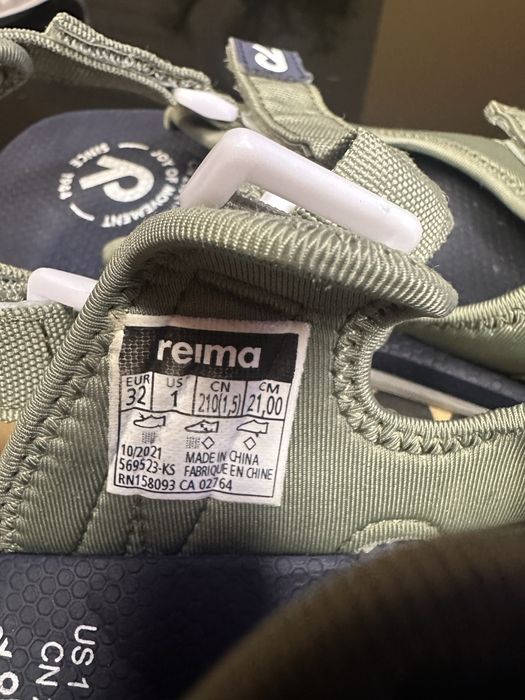 SINCE 1944
JOY OF MOVEMENT
reima
EUR US CN CM
32 1 210(1,5) 21,00
10/2021 MADE IN CHINA
569523-KS FABRIQUE EN CHINE
RN158093 CA 02764
US 1
CN